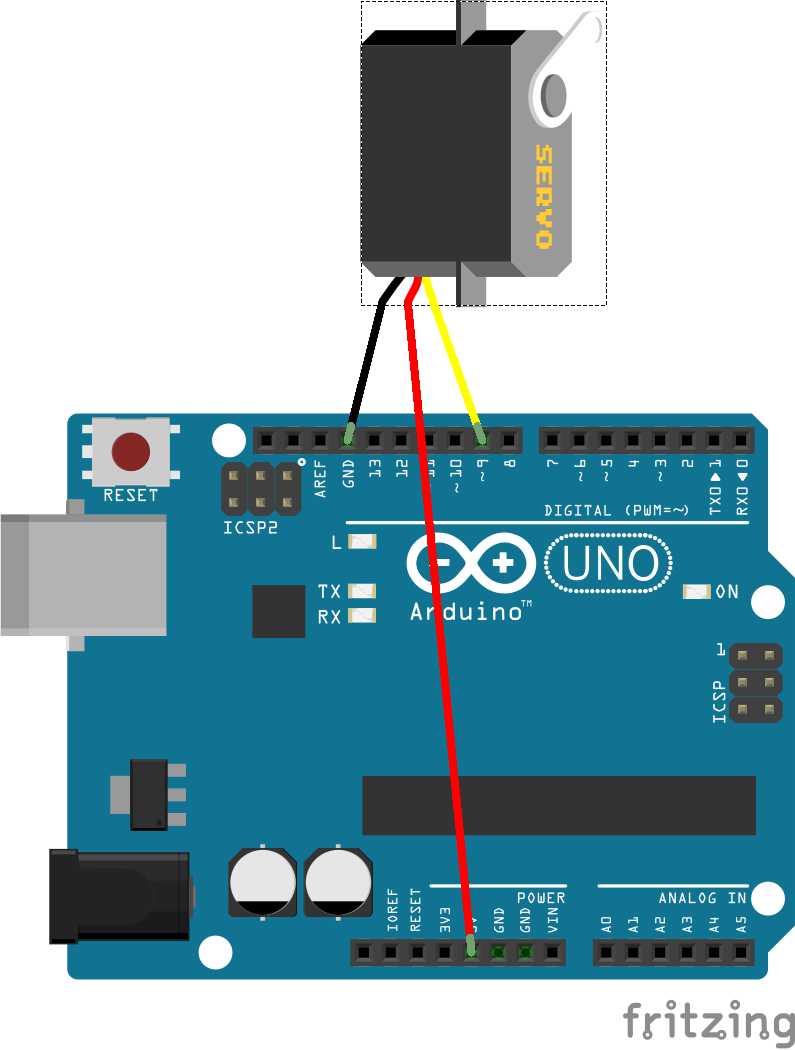 SERVO
RESET
ICSP2
AREF
GND
13
12
11
~10
~9
8
7
~6
~5
4
~3
2
TX0▶1
RX0◀0
DIGITAL (PWM=~)
L
TX
RX
UNO
Arduino™
ON
1
ICSP
IOREF
RESET
3V3
5V
GND
GND
VIN
POWER
A0
A1
A2
A3
A4
A5
ANALOG IN
fritzing